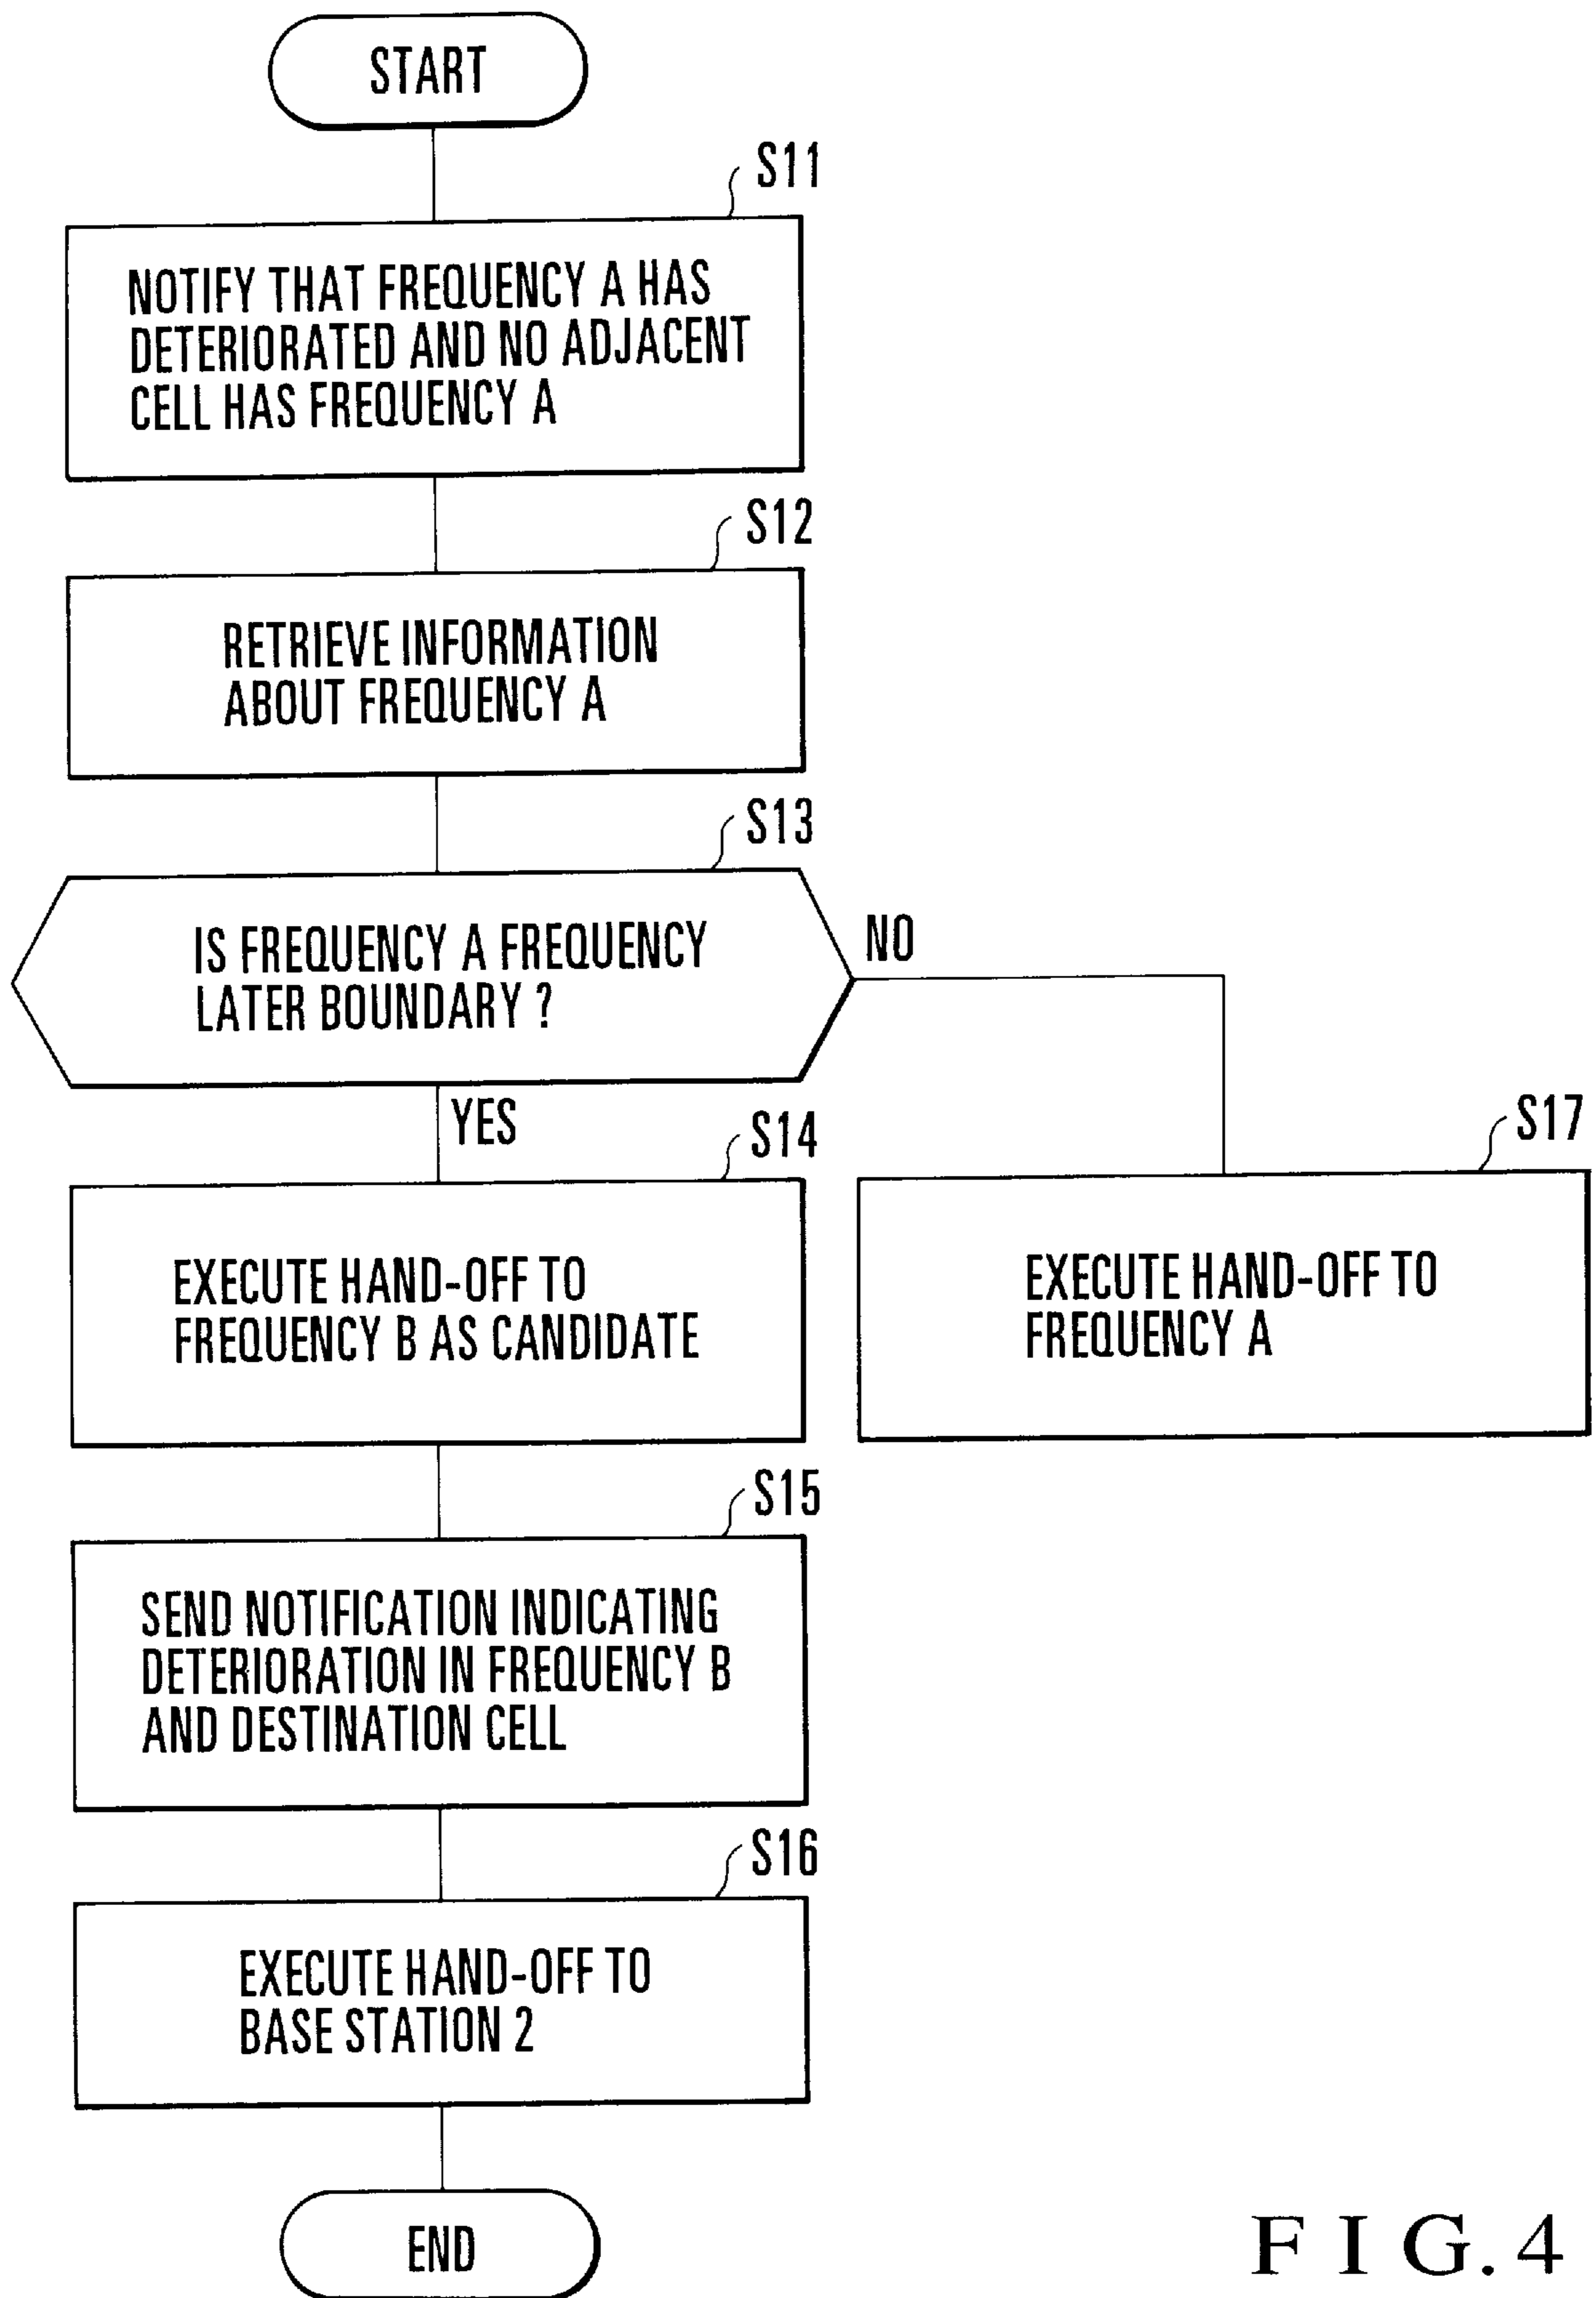 START
S11
NOTIFY THAT FREQUENCY A HAS
DETERIORATED AND NO ADJACENT
CELL HAS FREQUENCY A
S12
RETRIEVE INFORMATION
ABOUT FREQUENCY A
S13
IS FREQUENCY A FREQUENCY
LATER BOUNDARY ?
NO
YES
S14
EXECUTE HAND-OFF TO
FREQUENCY B AS CANDIDATE
S17
EXECUTE HAND-OFF TO
FREQUENCY A
S15
SEND NOTIFICATION INDICATING
DETERIORATION IN FREQUENCY B
AND DESTINATION CELL
S16
EXECUTE HAND-OFF TO
BASE STATION 2
END
FIG. 4